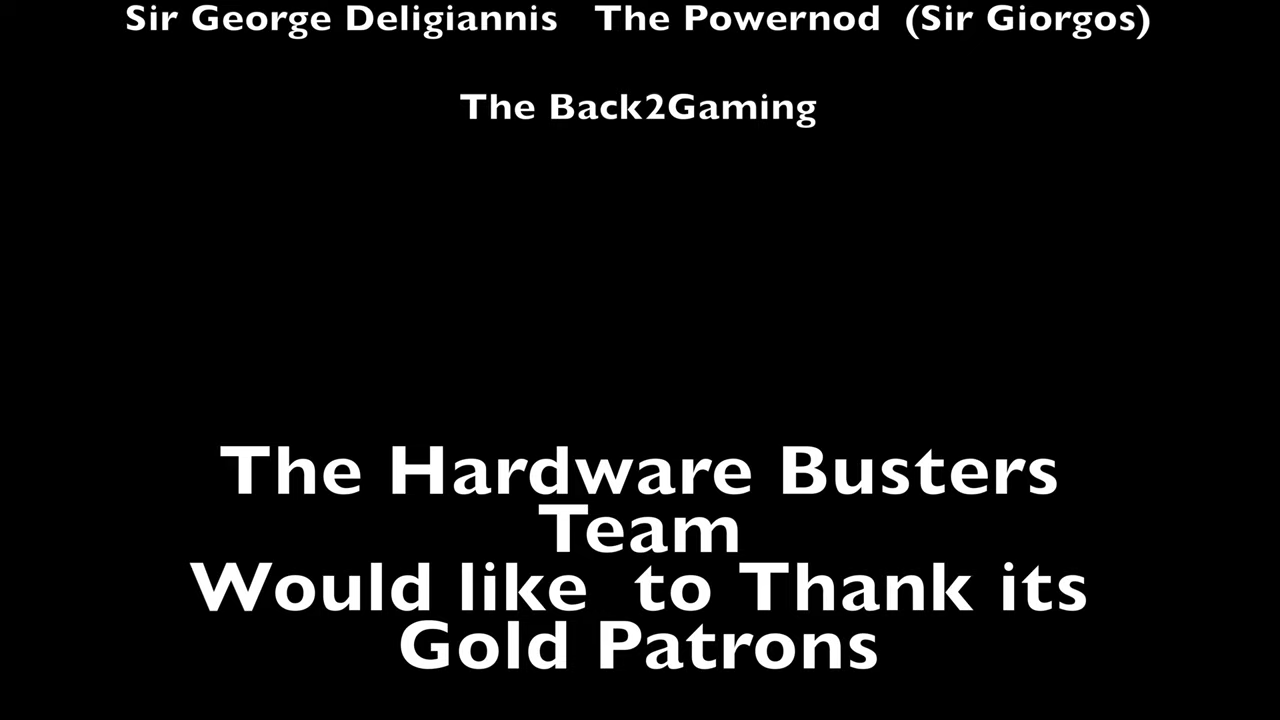 Sir George Deligiannis   The Powernod  (Sir Giorgos)
The Back2Gaming
The Hardware Busters
Team
Would like  to Thank its
Gold Patrons